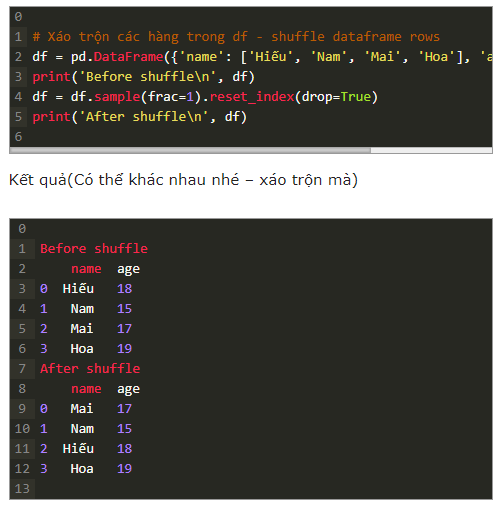 0
1 # Xáo trộn các hàng trong df - shuffle dataframe rows
2 df = pd.DataFrame({'name': ['Hiếu', 'Nam', 'Mai', 'Hoa'], 'a
3 print('Before shuffle\n', df)
4 df = df.sample(frac=1).reset_index(drop=True)
5 print('After shuffle\n', df)
6
Kết quả(Có thể khác nhau nhé – xáo trộn mà)
0
1 Before shuffle
2     name  age
3 0  Hiếu   18
4 1   Nam   15
5 2   Mai   17
6 3   Hoa   19
7 After shuffle
8     name  age
9 0   Mai   17
10 1   Nam   15
11 2  Hiếu   18
12 3   Hoa   19
13